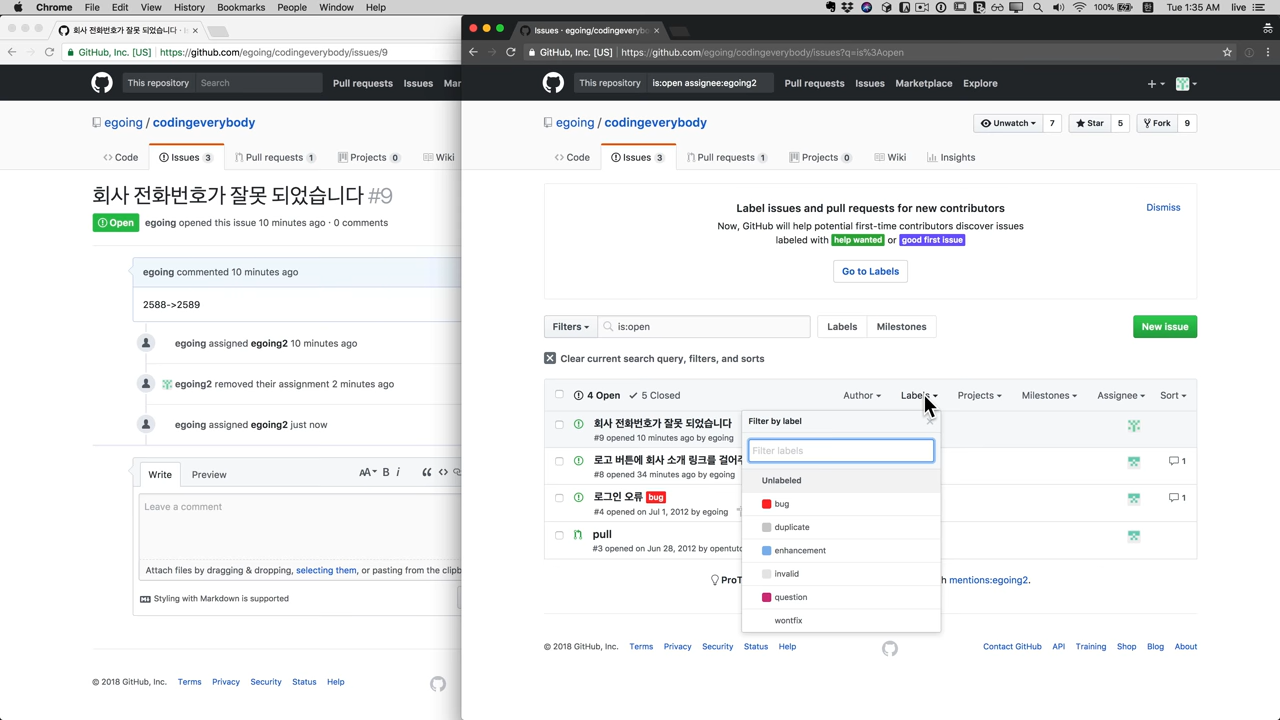 Chrome File Edit View History Bookmarks People Window Help
100% Tue 1:35 AM live
회사 전화번호가 잘못 되었습니다 ·
GitHub, Inc. [US] https://github.com/egoing/codingeverybody/issues/9
This repository Search Pull requests Issues
egoing / codingeverybody
Code Issues 3 Pull requests 1 Projects 0 Wiki
회사 전화번호가 잘못 되었습니다 #9
Open egoing opened this issue 10 minutes ago · 0 comments
egoing commented 10 minutes ago
2588->2589
egoing assigned egoing2 10 minutes ago
egoing2 removed their assignment 2 minutes ago
egoing assigned egoing2 just now
Write Preview AA B i “ <>
Leave a comment
Attach files by dragging & dropping, selecting them, or pasting from the clipb
Styling with Markdown is supported
© 2018 GitHub, Inc. Terms Privacy Security Status Help
Issues · egoing/codingeveryb
GitHub, Inc. [US] https://github.com/egoing/codingeverybody/issues?q=is%3Aopen
This repository is:open assignee:egoing2 Pull requests Issues Marketplace Explore
egoing / codingeverybody
Unwatch 7 Star 5 Fork 9
Code Issues 3 Pull requests 1 Projects 0 Wiki Insights
Label issues and pull requests for new contributors
Dismiss
Now, GitHub will help potential first-time contributors discover issues
labeled with help wanted or good first issue
Go to Labels
Filters is:open Labels Milestones New issue
Clear current search query, filters, and sorts
4 Open 5 Closed Author Labels Projects Milestones Assignee Sort
회사 전화번호가 잘못 되었습니다
#9 opened 10 minutes ago by egoing
로고 버튼에 회사 소개 링크를 걸어주 1
#8 opened 34 minutes ago by egoing
로그인 오류 bug 1
#4 opened on Jul 1, 2012 by egoing
pull
#3 opened on Jun 28, 2012 by opentuto
Filter by label
Filter labels
Unlabeled
bug
duplicate
enhancement
invalid
question
wontfix
mentions:egoing2.
© 2018 GitHub, Inc. Terms Privacy Security Status Help
Contact GitHub API Training Shop Blog About